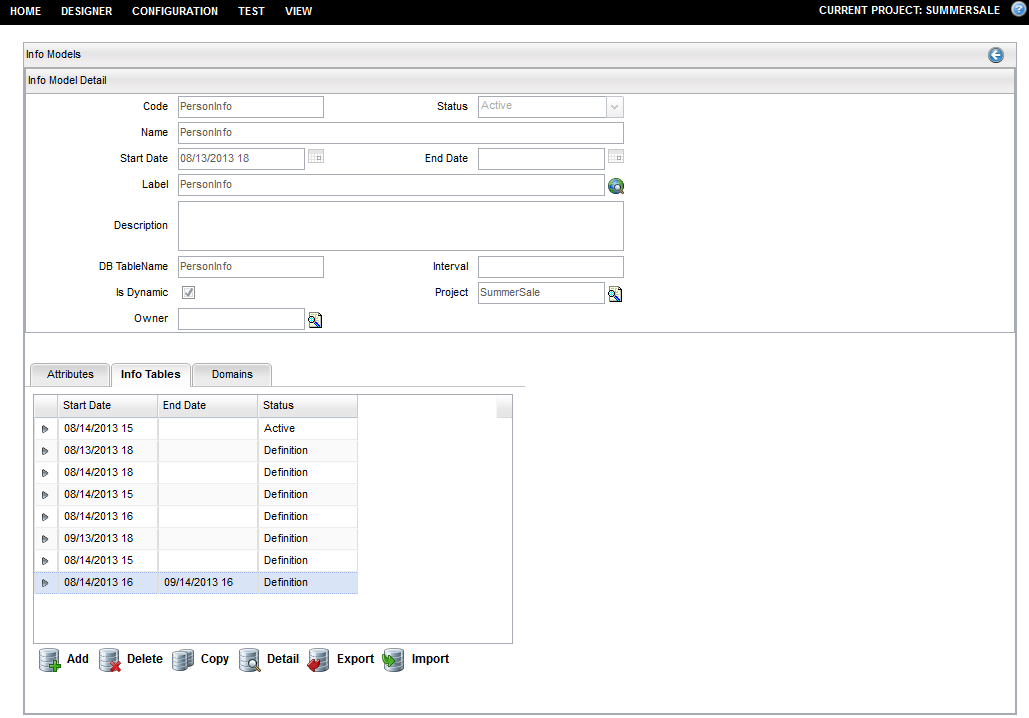 HOME DESIGNER CONFIGURATION TEST VIEW CURRENT PROJECT: SUMMERSALE
Info Models
Info Model Detail
Code PersonInfo Status Active
Name PersonInfo
Start Date 08/13/2013 18 End Date
Label PersonInfo
Description
DB TableName PersonInfo Interval
Is Dynamic Project SummerSale
Owner
Attributes Info Tables Domains
Start Date End Date Status
08/14/2013 15 Active
08/13/2013 18 Definition
08/14/2013 18 Definition
08/14/2013 15 Definition
08/14/2013 16 Definition
09/13/2013 18 Definition
08/14/2013 15 Definition
08/14/2013 16 09/14/2013 16 Definition
Add Delete Copy Detail Export Import